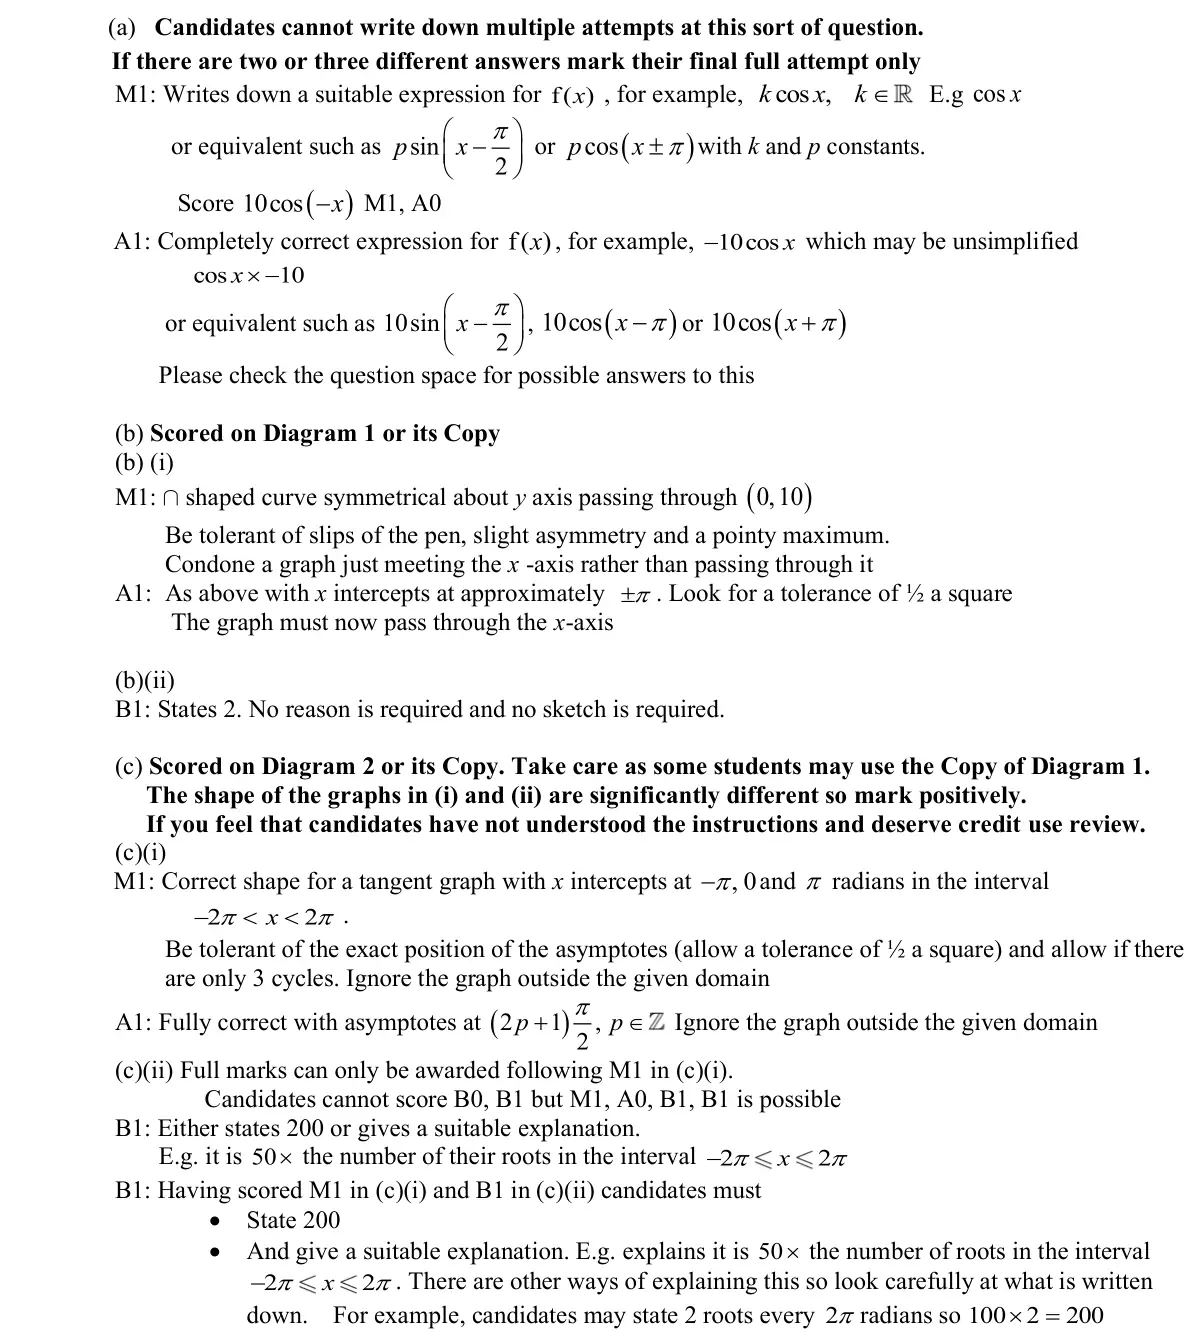 (a) Candidates cannot write down multiple attempts at this sort of question.
If there are two or three different answers mark their final full attempt only
M1: Writes down a suitable expression for f(x) , for example, k cos x, k ∈ ℝ E.g cos x
or equivalent such as p sin(x − π/2) or p cos(x ± π) with k and p constants.
Score 10cos(−x) M1, A0
A1: Completely correct expression for f(x), for example, −10cos x which may be unsimplified
cos x × −10
or equivalent such as 10sin(x − π/2), 10cos(x − π) or 10cos(x + π)
Please check the question space for possible answers to this
(b) Scored on Diagram 1 or its Copy
(b) (i)
M1: ∩ shaped curve symmetrical about y axis passing through (0,10)
Be tolerant of slips of the pen, slight asymmetry and a pointy maximum.
Condone a graph just meeting the x -axis rather than passing through it
A1: As above with x intercepts at approximately ±π . Look for a tolerance of ½ a square
The graph must now pass through the x-axis
(b)(ii)
B1: States 2. No reason is required and no sketch is required.
(c) Scored on Diagram 2 or its Copy. Take care as some students may use the Copy of Diagram 1.
The shape of the graphs in (i) and (ii) are significantly different so mark positively.
If you feel that candidates have not understood the instructions and deserve credit use review.
(c)(i)
M1: Correct shape for a tangent graph with x intercepts at −π, 0 and π radians in the interval
−2π < x < 2π .
Be tolerant of the exact position of the asymptotes (allow a tolerance of ½ a square) and allow if there
are only 3 cycles. Ignore the graph outside the given domain
A1: Fully correct with asymptotes at (2p+1)π/2, p ∈ ℤ Ignore the graph outside the given domain
(c)(ii) Full marks can only be awarded following M1 in (c)(i).
Candidates cannot score B0, B1 but M1, A0, B1, B1 is possible
B1: Either states 200 or gives a suitable explanation.
E.g. it is 50× the number of their roots in the interval −2π ⩽ x ⩽ 2π
B1: Having scored M1 in (c)(i) and B1 in (c)(ii) candidates must
• State 200
• And give a suitable explanation. E.g. explains it is 50× the number of roots in the interval
−2π ⩽ x ⩽ 2π . There are other ways of explaining this so look carefully at what is written
down. For example, candidates may state 2 roots every 2π radians so 100×2 = 200